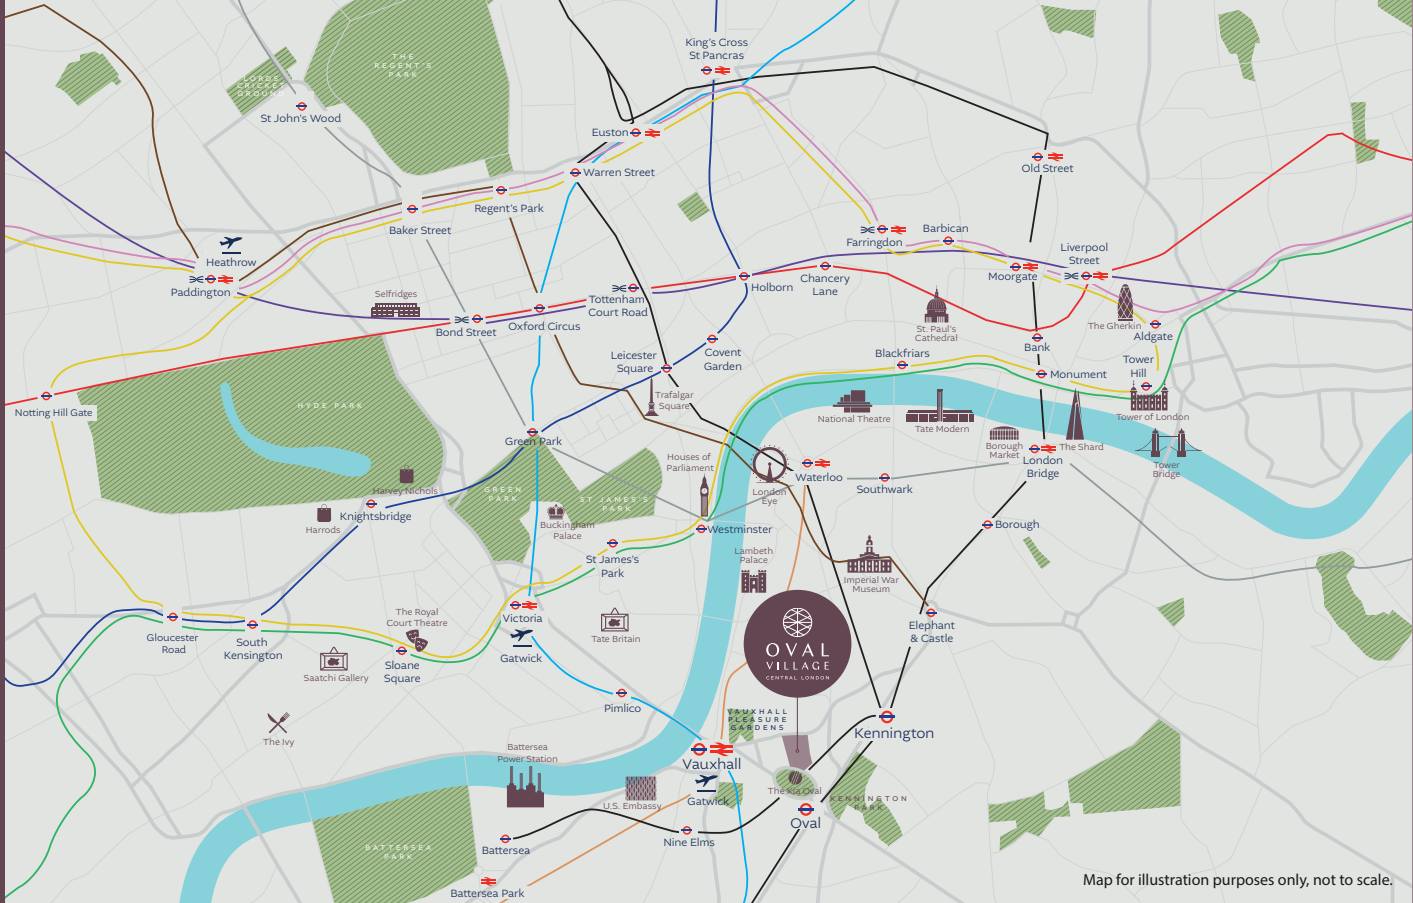 King's Cross
St Pancras
THE
REGENT'S
PARK
LORDS
CRICKET
GROUND
St John's Wood
Euston
Warren Street
Old Street
Regent's Park
Baker Street
Heathrow
Paddington
Farringdon
Barbican
Moorgate
Liverpool
Street
Selfridges
Bond Street
Oxford Circus
Tottenham
Court Road
Holborn
Chancery
Lane
St. Paul's
Cathedral
The Gherkin
Aldgate
Bank
Leicester
Square
Covent
Garden
Blackfriars
Monument
Tower
Hill
Notting Hill Gate
HYDE PARK
Trafalgar
Square
National Theatre
Tate Modern
Borough
Market
The Shard
Tower of London
Tower
Bridge
Green Park
Houses of
Parliament
London
Eye
Waterloo
Southwark
London
Bridge
Harvey Nichols
Knightsbridge
Harrods
GREEN
PARK
ST JAMES'S
PARK
Buckingham
Palace
Westminster
Borough
St James's
Park
Lambeth
Palace
Imperial War
Museum
Victoria
Gatwick
The Royal
Court Theatre
Tate Britain
Elephant
& Castle
Gloucester
Road
South
Kensington
Sloane
Square
Saatchi Gallery
OVAL
VILLAGE
CENTRAL LONDON
Pimlico
VAUXHALL
PLEASURE
GARDENS
Kennington
The Ivy
Battersea
Power Station
Vauxhall
Gatwick
U.S. Embassy
The Kia Oval
KENNINGTON
PARK
Oval
Nine Elms
Battersea
BATTERSEA
PARK
Battersea Park
Map for illustration purposes only, not to scale.